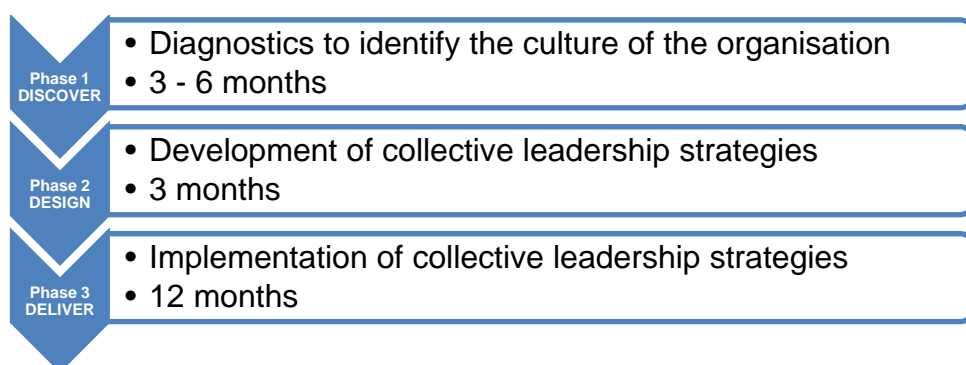 Phase 1
DISCOVER
• Diagnostics to identify the culture of the organisation
• 3 - 6 months
Phase 2
DESIGN
• Development of collective leadership strategies
• 3 months
Phase 3
DELIVER
• Implementation of collective leadership strategies
• 12 months